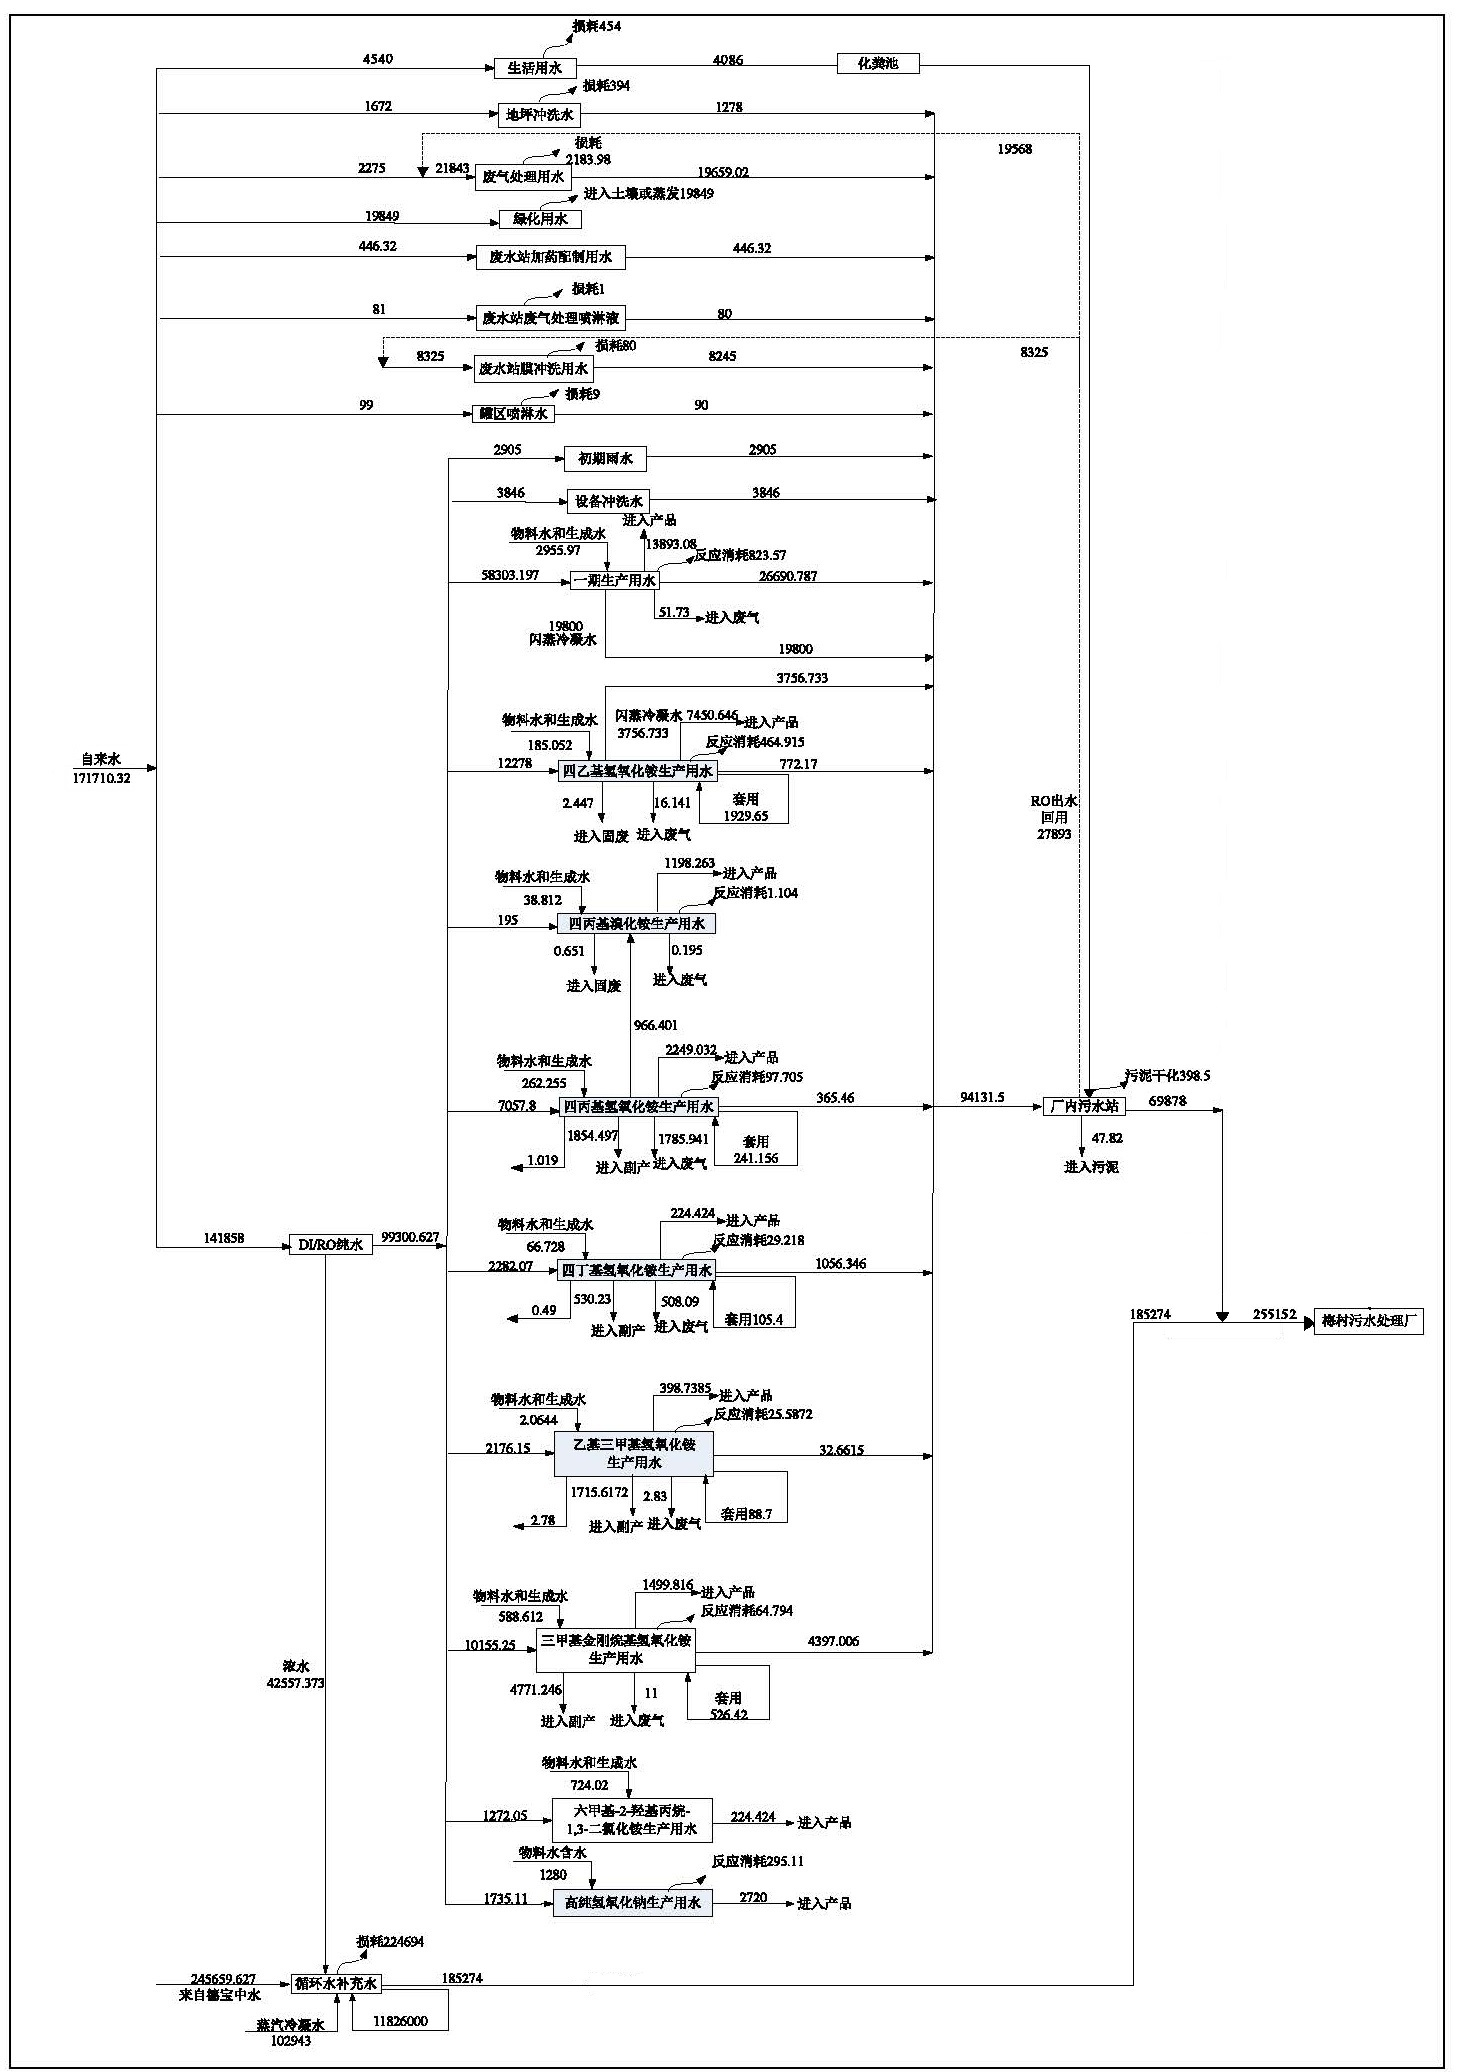 损耗454
4540
生活用水
4086
化粪池
损耗394
1672
地坪冲洗水
1278
19568
损耗
2183.98
2275
21843
废气处理用水
19659.02
进入土壤或蒸发19849
19849
绿化用水
446.32
废水站加药配制用水
446.32
损耗1
81
废水站废气处理喷淋液
80
损耗80
8325
8325
废水站膜冲洗用水
8245
损耗9
99
罐区喷淋水
90
2905
初期雨水
2905
3846
设备冲洗水
3846
进入产品
物料水和生成水
2955.97
13893.08
反应消耗823.57
58303.197
一期生产用水
26690.787
51.73
进入废气
19800
闪蒸冷凝水
19800
3756.733
物料水和生成水
185.052
闪蒸冷凝水
3756.733
7450.646
进入产品
反应消耗464.915
自来水
171710.32
12278
四乙基氢氧化铵生产用水
772.17
2.447
进入固废
16.141
进入废气
套用
1929.65
RO出水
回用
27893
1198.263
进入产品
物料水和生成水
38.812
反应消耗1.104
195
四丙基溴化铵生产用水
0.651
进入固废
0.195
进入废气
966.401
2249.032
进入产品
物料水和生成水
262.255
反应消耗97.705
7057.8
四丙基氢氧化铵生产用水
365.46
94131.5
厂内污水站
污泥干化398.5
69878
47.82
进入污泥
1.019
1854.497
进入副产
1785.941
进入废气
套用
241.156
224.424
进入产品
物料水和生成水
66.728
反应消耗29.218
141858
DI/RO纯水
99300.627
2282.07
四丁基氢氧化铵生产用水
1056.346
0.49
530.23
进入副产
508.09
进入废气
套用105.4
185274
255152
梅村污水处理厂
398.7385
进入产品
物料水和生成水
2.0644
反应消耗25.5872
2176.15
乙基三甲基氢氧化铵
生产用水
32.6615
2.78
1715.6172
进入副产
2.83
进入废气
套用88.7
1499.816
进入产品
物料水和生成水
588.612
反应消耗64.794
10155.25
三甲基金刚烷基氢氧化铵
生产用水
4397.006
4771.246
进入副产
11
进入废气
套用
526.42
浓水
42557.373
物料水和生成水
724.02
1272.05
六甲基-2-羟基丙烷-
1,3-二氯化铵生产用水
224.424
进入产品
物料水含水
1280
反应消耗295.11
1735.11
高纯氢氧化钠生产用水
2720
进入产品
损耗224694
245659.627
来自德宝中水
循环水补充水
185274
蒸汽冷凝水
102943
11826000